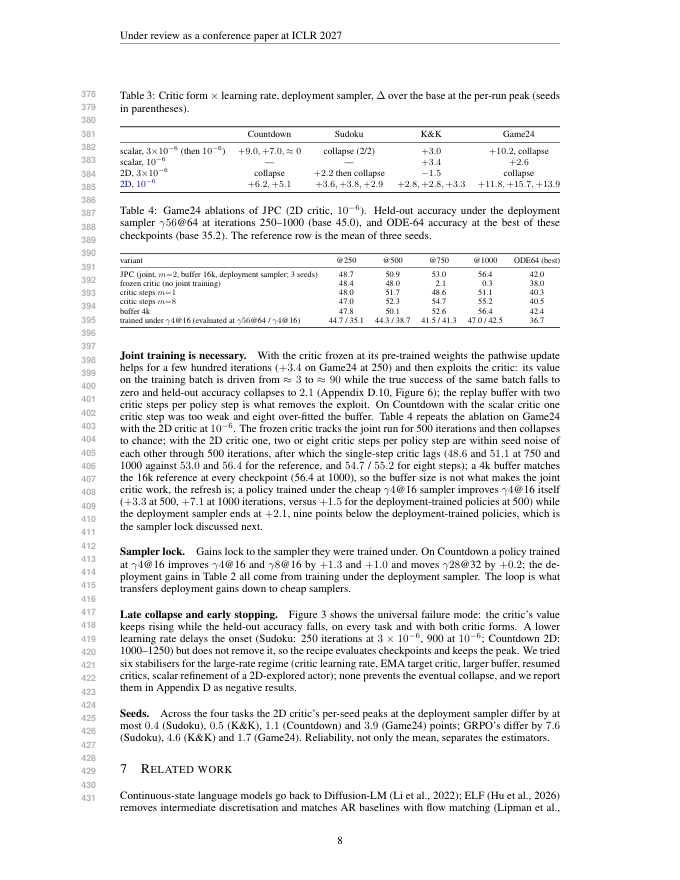 Under review as a conference paper at ICLR 2027
378 Table 3: Critic form × learning rate, deployment sampler, Δ over the base at the per-run peak (seeds
379 in parentheses).
380
381 Countdown Sudoku K&K Game24
382 scalar, 3×10⁻⁶ (then 10⁻⁶) +9.0, +7.0, ≈ 0 collapse (2/2) +3.0 +10.2, collapse
383 scalar, 10⁻⁶ — — +3.4 +2.6
384 2D, 3×10⁻⁶ collapse +2.2 then collapse −1.5 collapse
385 2D, 10⁻⁶ +6.2, +5.1 +3.6, +3.8, +2.9 +2.8, +2.8, +3.3 +11.8, +15.7, +13.9
386
387 Table 4: Game24 ablations of JPC (2D critic, 10⁻⁶). Held-out accuracy under the deployment
388 sampler γ56@64 at iterations 250–1000 (base 45.0), and ODE-64 accuracy at the best of these
389 checkpoints (base 35.2). The reference row is the mean of three seeds.
390 variant @250 @500 @750 @1000 ODE64 (best)
391 JPC (joint, m=2, buffer 16k, deployment sampler; 3 seeds) 48.7 50.9 53.0 56.4 42.0
392 frozen critic (no joint training) 48.4 48.0 2.1 0.3 38.0
393 critic steps m=1 48.0 51.7 48.6 51.1 40.3
394 critic steps m=8 47.0 52.3 54.7 55.2 40.5
395 buffer 4k 47.8 50.1 52.6 56.4 42.4
396 trained under γ4@16 (evaluated at γ56@64 / γ4@16) 44.7 / 35.1 44.3 / 38.7 41.5 / 41.3 47.0 / 42.5 36.7
397
398 Joint training is necessary. With the critic frozen at its pre-trained weights the pathwise update
399 helps for a few hundred iterations (+3.4 on Game24 at 250) and then exploits the critic: its value
400 on the training batch is driven from ≈ 3 to ≈ 90 while the true success of the same batch falls to
401 zero and held-out accuracy collapses to 2.1 (Appendix D.10, Figure 6); the replay buffer with two
402 critic steps per policy step is what removes the exploit. On Countdown with the scalar critic one
403 critic step was too weak and eight over-fitted the buffer. Table 4 repeats the ablation on Game24
404 with the 2D critic at 10⁻⁶. The frozen critic tracks the joint run for 500 iterations and then collapses
405 to chance; with the 2D critic one, two or eight critic steps per policy step are within seed noise of
406 each other through 500 iterations, after which the single-step critic lags (48.6 and 51.1 at 750 and
407 1000 against 53.0 and 56.4 for the reference, and 54.7 / 55.2 for eight steps); a 4k buffer matches
408 the 16k reference at every checkpoint (56.4 at 1000), so the buffer size is not what makes the joint
409 critic work, the refresh is; a policy trained under the cheap γ4@16 sampler improves γ4@16 itself
(+3.3 at 500, +7.1 at 1000 iterations, versus +1.5 for the deployment-trained policies at 500) while
410 the deployment sampler ends at +2.1, nine points below the deployment-trained policies, which is
411 the sampler lock discussed next.
412 Sampler lock. Gains lock to the sampler they were trained under. On Countdown a policy trained
413 at γ4@16 improves γ4@16 and γ8@16 by +1.3 and +1.0 and moves γ28@32 by +0.2; the de-
414 ployment gains in Table 2 all come from training under the deployment sampler. The loop is what
415 transfers deployment gains down to cheap samplers.
416
417 Late collapse and early stopping. Figure 3 shows the universal failure mode: the critic's value
418 keeps rising while the held-out accuracy falls, on every task and with both critic forms. A lower
419 learning rate delays the onset (Sudoku: 250 iterations at 3 × 10⁻⁶, 900 at 10⁻⁶; Countdown 2D:
420 1000–1250) but does not remove it, so the recipe evaluates checkpoints and keeps the peak. We tried
421 six stabilisers for the large-rate regime (critic learning rate, EMA target critic, larger buffer, resumed
422 critics, scalar refinement of a 2D-explored actor); none prevents the eventual collapse, and we report
423 them in Appendix D as negative results.
424
425 Seeds. Across the four tasks the 2D critic's per-seed peaks at the deployment sampler differ by at
426 most 0.4 (Sudoku), 0.5 (K&K), 1.1 (Countdown) and 3.9 (Game24) points; GRPO's differ by 7.6
427 (Sudoku), 4.6 (K&K) and 1.7 (Game24). Reliability, not only the mean, separates the estimators.
428
429 7 RELATED WORK
430 Continuous-state language models go back to Diffusion-LM (Li et al., 2022); ELF (Hu et al., 2026)
431 removes intermediate discretisation and matches AR baselines with flow matching (Lipman et al.,
8